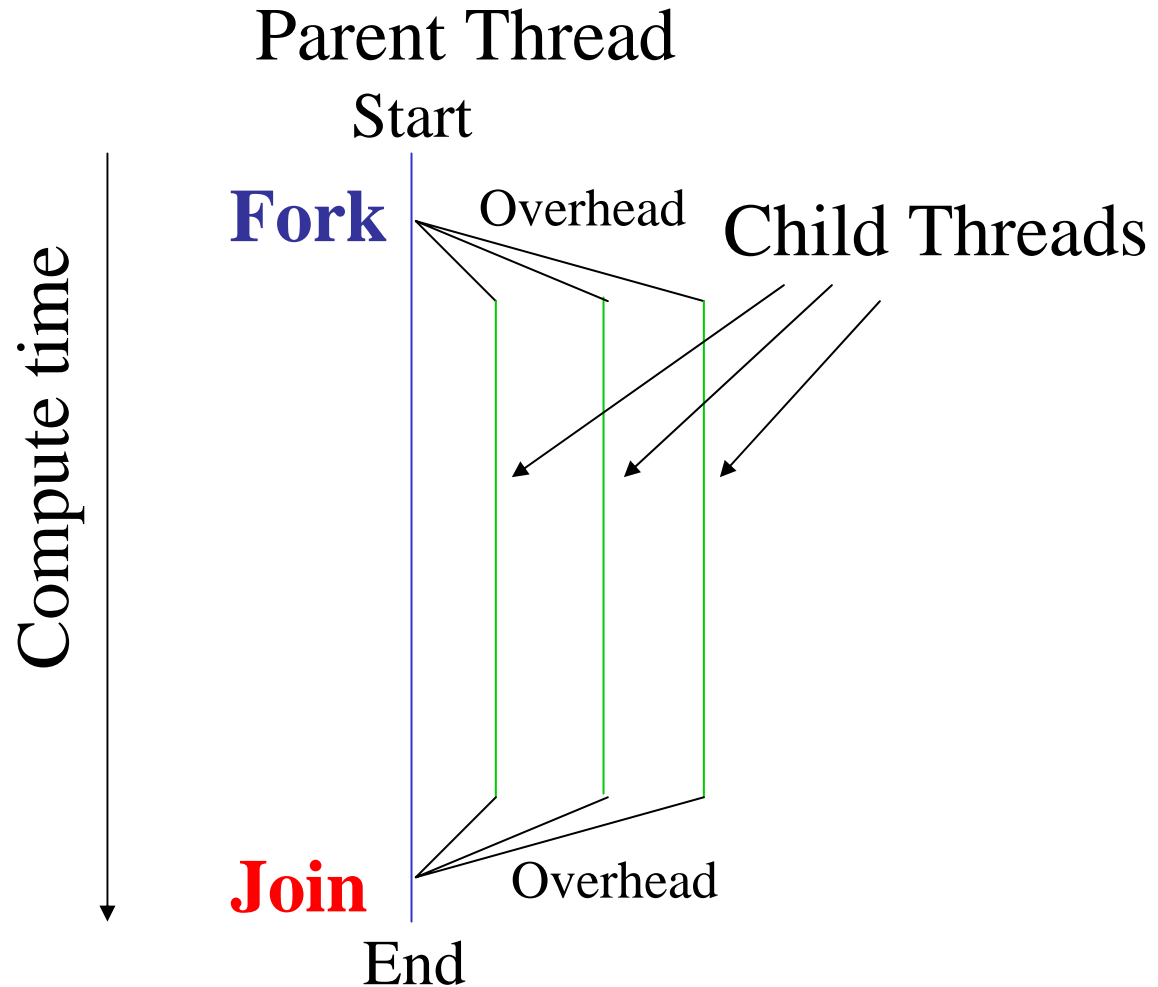 Parent Thread
Start
Fork
Overhead
Child Threads
Compute time
Join
Overhead
End